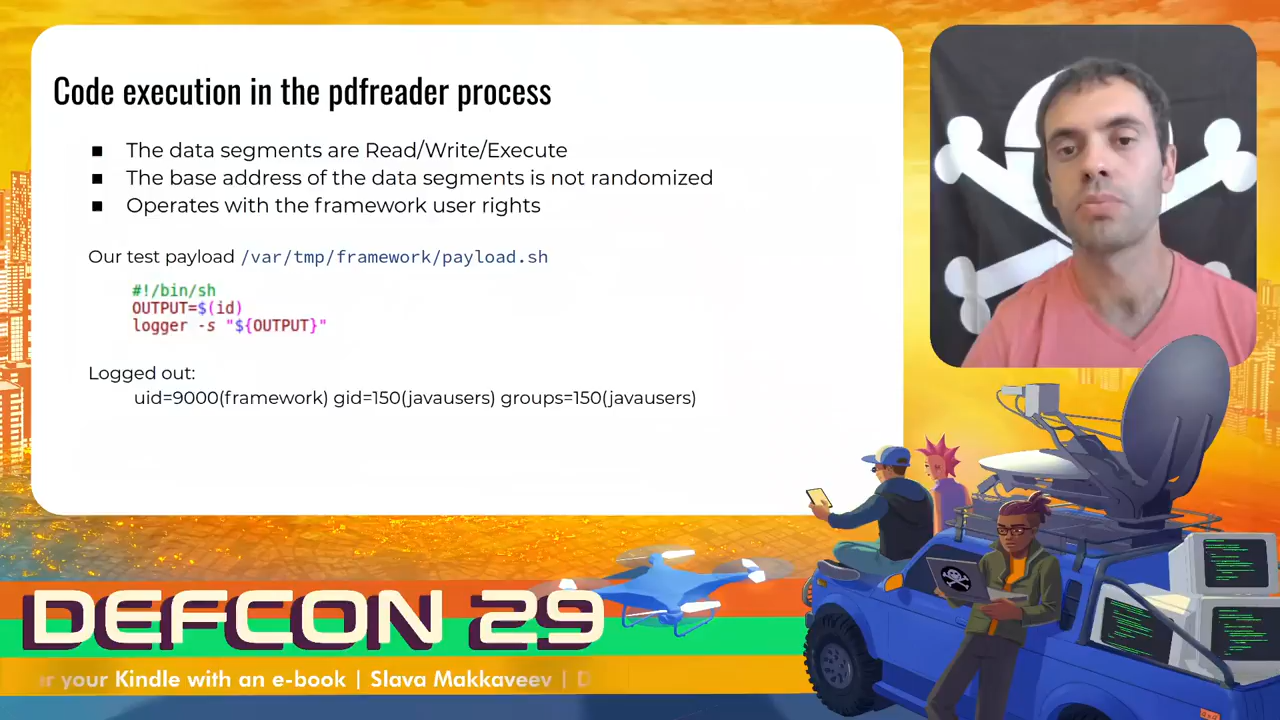 Code execution in the pdfreader process
■ The data segments are Read/Write/Execute
■ The base address of the data segments is not randomized
■ Operates with the framework user rights
Our test payload /var/tmp/framework/payload.sh
#!/bin/sh
OUTPUT=$(id)
logger -s "${OUTPUT}"
Logged out:
uid=9000(framework) gid=150(javausers) groups=150(javausers)
DEFCON 29
r your Kindle with an e-book | Slava Makkaveev | D